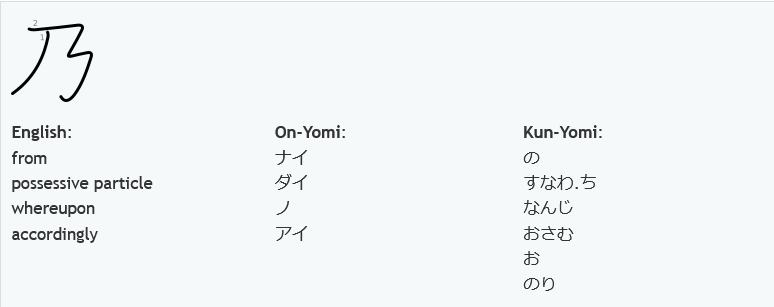 乃
2
1
English:
from
possessive particle
whereupon
accordingly
On-Yomi:
ナイ
ダイ
ノ
アイ
Kun-Yomi:
の
すなわ.ち
なんじ
おさむ
お
のり